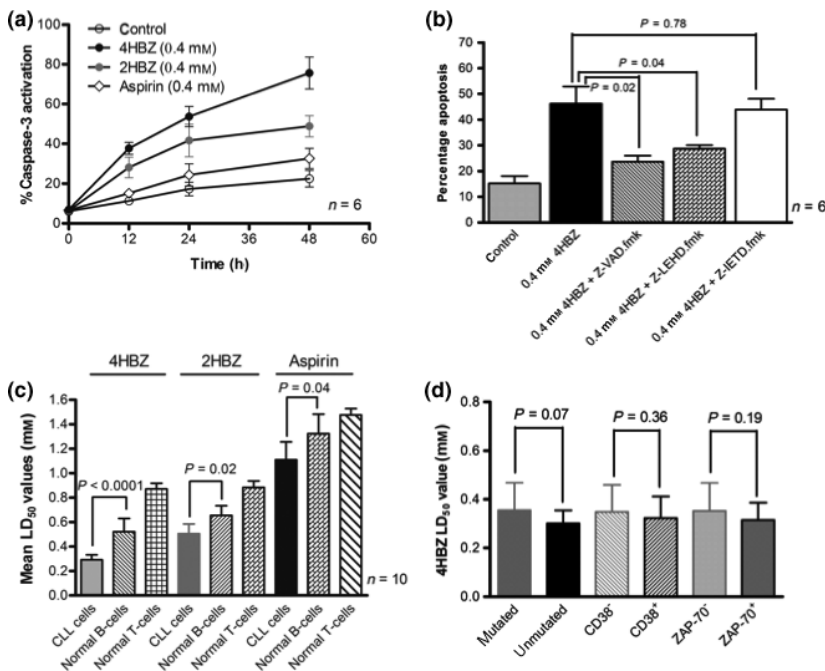 (a)
Control
4HBZ (0.4 mM)
2HBZ (0.4 mM)
Aspirin (0.4 mM)
% Caspase-3 activation
100
80
60
40
20
0
n = 6
0 12 24 36 48 60
Time (h)
(b)
P = 0.78
P = 0.04
P = 0.02
Percentage apoptosis
70
60
50
40
30
20
10
0
n = 6
Control
0.4 mM 4HBZ
0.4 mM 4HBZ + Z-VAD.fmk
0.4 mM 4HBZ + Z-LEHD.fmk
0.4 mM 4HBZ + Z-IETD.fmk
(c)
4HBZ 2HBZ Aspirin
P = 0.04
P < 0.0001
P = 0.02
Mean LD50 values (mM)
1.6
1.4
1.2
1.0
0.8
0.6
0.4
0.2
0.0
n = 10
CLL cells
Normal B-cells
Normal T-cells
CLL cells
Normal B-cells
Normal T-cells
CLL cells
Normal B-cells
Normal T-cells
(d)
P = 0.07
P = 0.36
P = 0.19
4HBZ LD50 value (mM)
0.8
0.6
0.4
0.2
0.0
Mutated
Unmutated
CD38-
CD38+
ZAP-70-
ZAP-70+